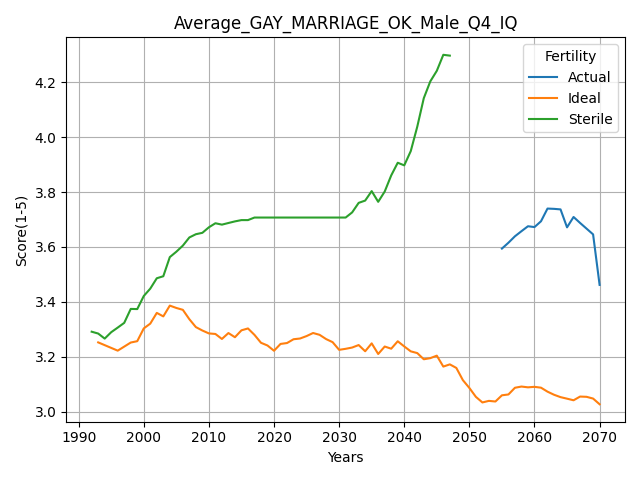 Average_GAY_MARRIAGE_OK_Male_Q4_IQ
Fertility
Actual
Ideal
Sterile
Score(1-5)
4.2
4.0
3.8
3.6
3.4
3.2
3.0
1990 2000 2010 2020 2030 2040 2050 2060 2070
Years